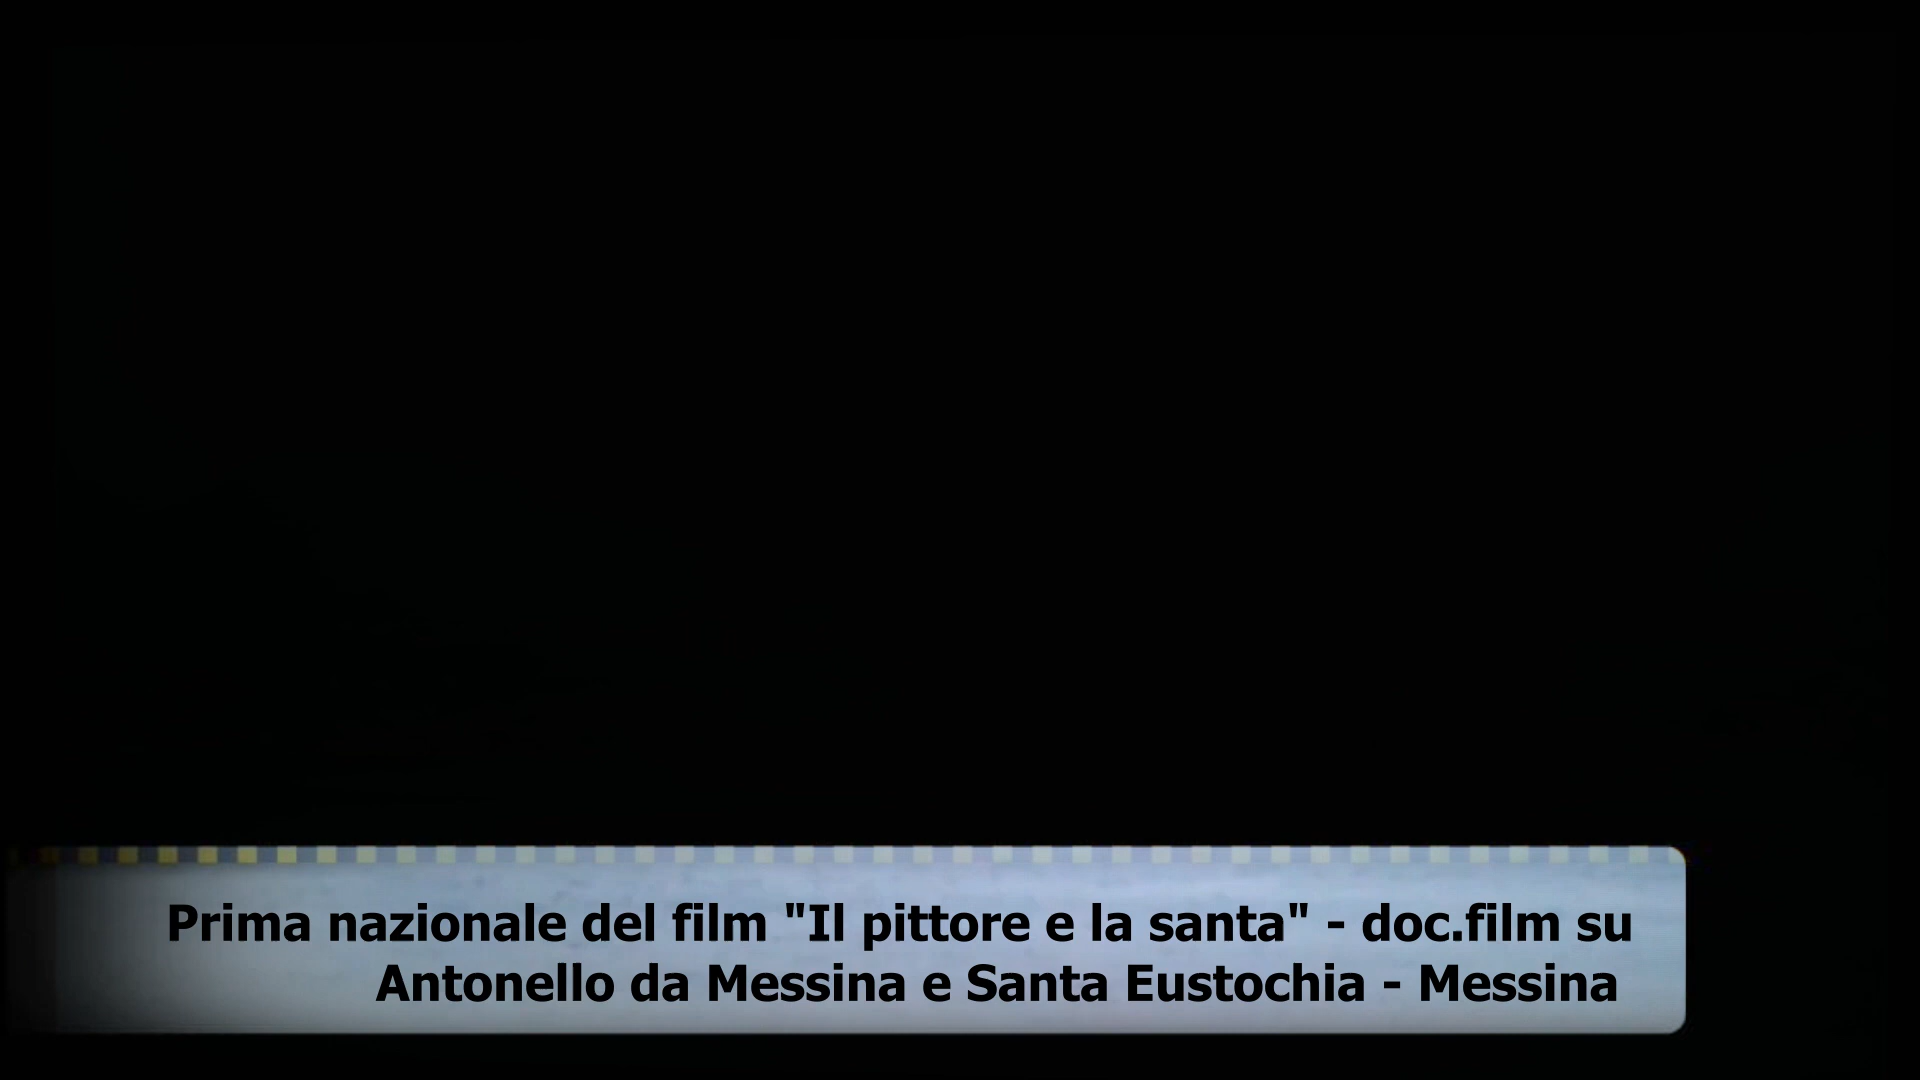 Prima nazionale del film "Il pittore e la santa" - doc.film su
Antonello da Messina e Santa Eustochia - Messina